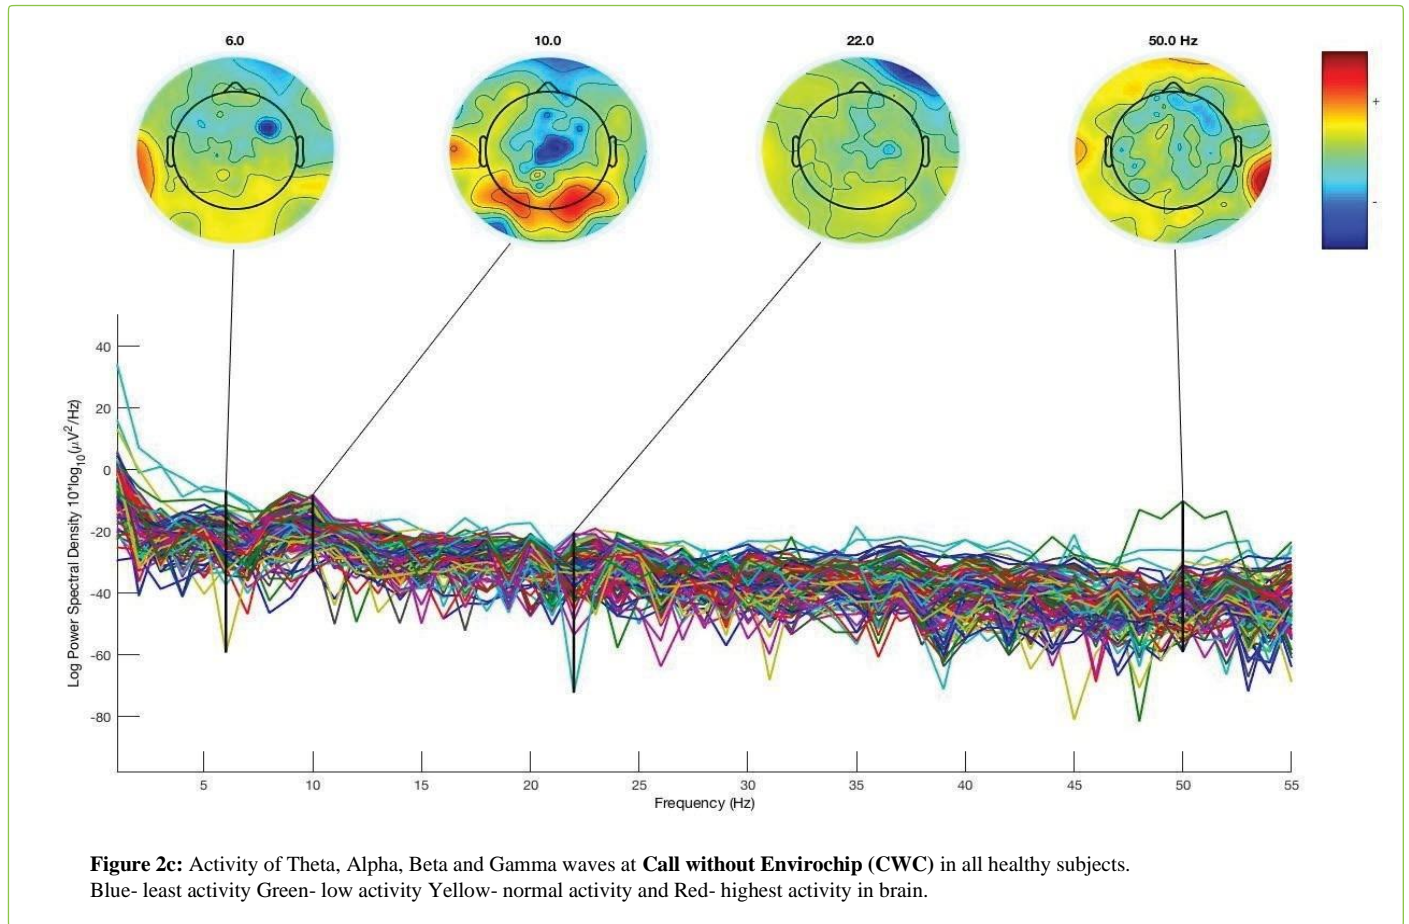 6.0 10.0 22.0 50.0 Hz
+
-
40
20
0
-20
-40
-60
-80
Log Power Spectral Density 10*log10(μV2/Hz)
5 10 15 20 25 30 35 40 45 50 55
Frequency (Hz)
Figure 2c: Activity of Theta, Alpha, Beta and Gamma waves at Call without Envirochip (CWC) in all healthy subjects.
Blue- least activity Green- low activity Yellow- normal activity and Red- highest activity in brain.